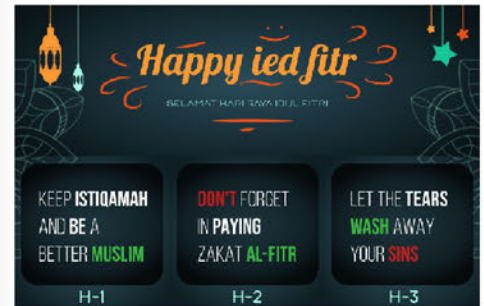 Happy ied fitr
SELAMAT HARI RAYA IDUL FITRI
KEEP ISTIQAMAH
AND BE A
BETTER MUSLIM
H-1
DON'T FORGET
IN PAYING
ZAKAT AL-FITR
H-2
LET THE TEARS
WASH AWAY
YOUR SINS
H-3